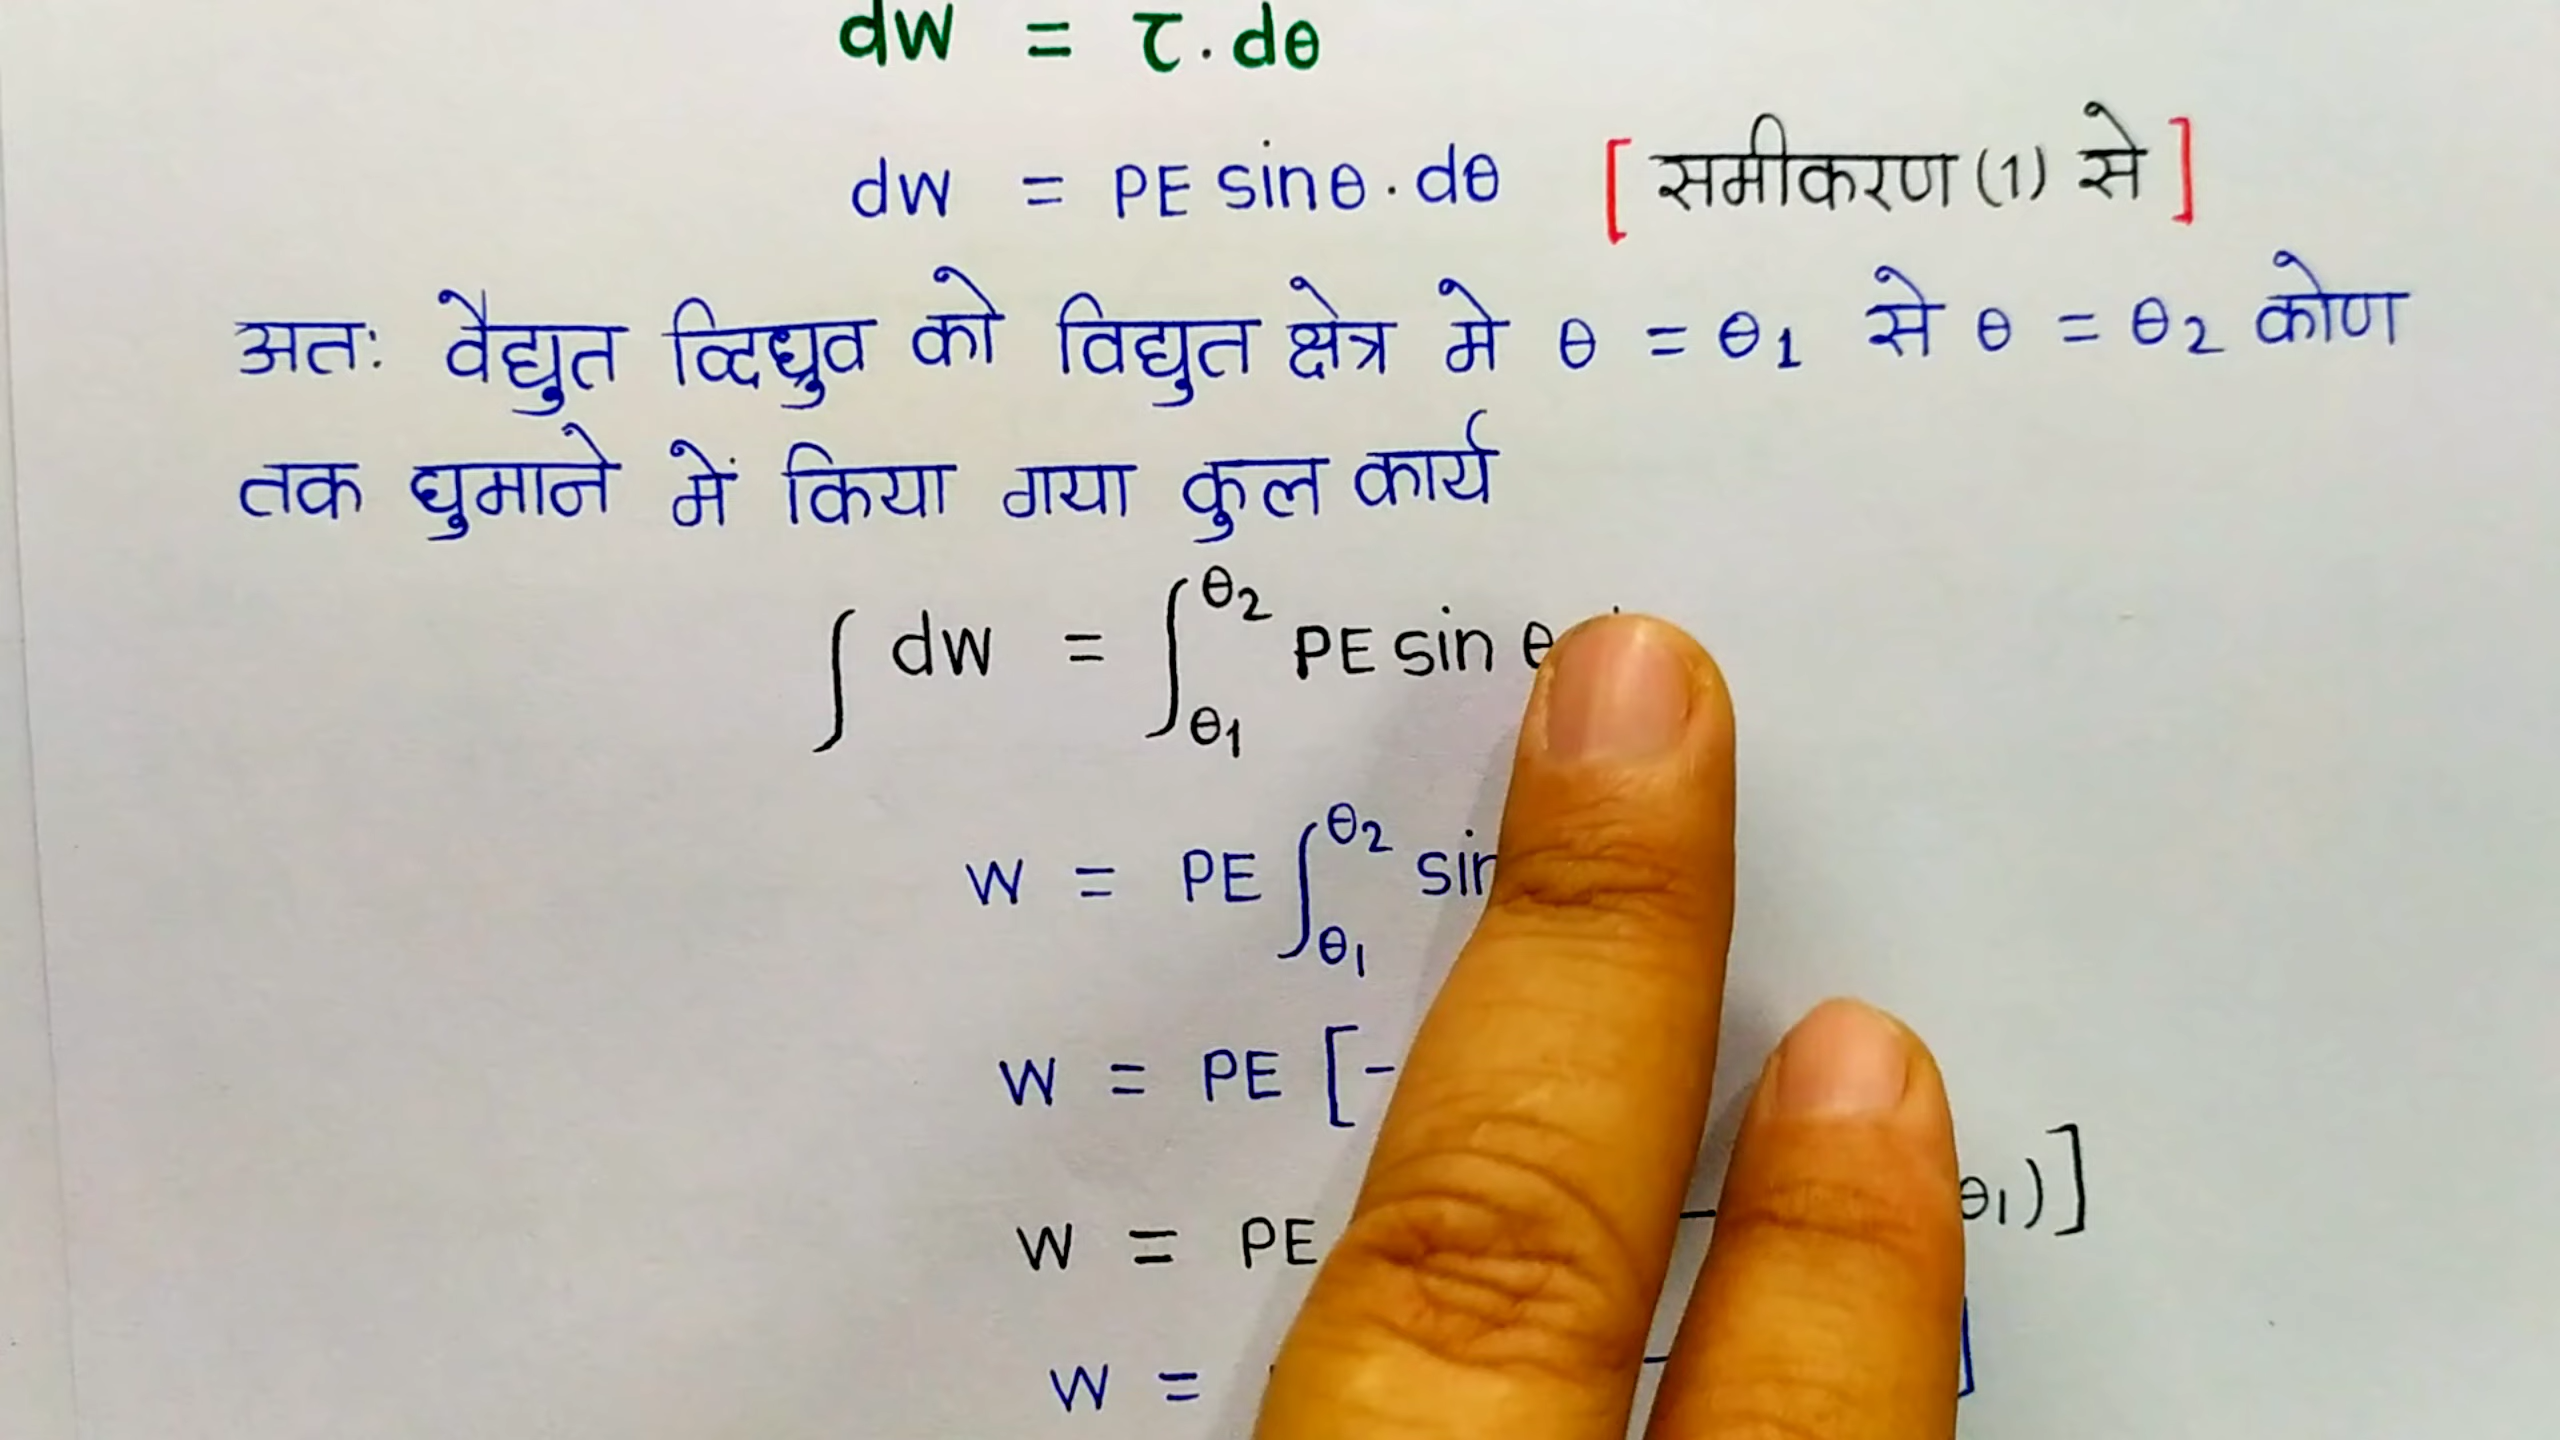 dW = τ · dθ
dW = PE sinθ · dθ [ समीकरण (1) से ]
अतः वैद्युत द्विध्रुव को विद्युत क्षेत्र मे θ = θ1 से θ = θ2 कोण
तक घुमाने में किया गया कुल कार्य
∫ dW = ∫θ1θ2 PE sin θ
W = PE ∫θ1θ2 sin
W = PE [-
W = PE - θ1)]
W = - ]